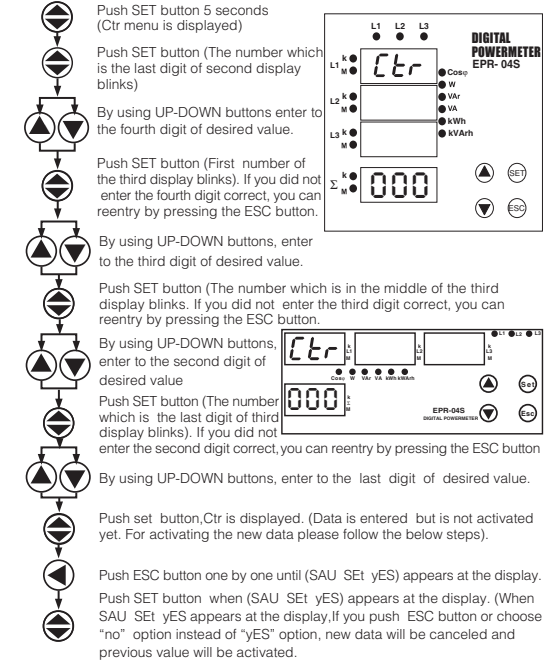 Push SET button 5 seconds
(Ctr menu is displayed)
Push SET button (The number which
is the last digit of second display
blinks)
By using UP-DOWN buttons enter to
the fourth digit of desired value.
Push SET button (First number of
the third display blinks). If you did not
enter the fourth digit correct, you can
reentry by pressing the ESC button.
By using UP-DOWN buttons, enter
to the third digit of desired value.
L1 L2 L3
DIGITAL
POWERMETER
EPR- 04S
L1 k
M
Ctr
L2 k
M
L3 k
M
Σ k
M
000
Cosφ
W
VAr
VA
kWh
kVArh
SET
ESC
Push SET button (The number which is in the middle of the third
display blinks. If you did not enter the third digit correct, you can
reentry by pressing the ESC button.
By using UP-DOWN buttons,
enter to the second digit of
desired value
Push SET button (The number
which is the last digit of third
display blinks). If you did not
enter the second digit correct,you can reentry by pressing the ESC button
L1 L2 L3
Ctr
k
L1
M
k
L2
M
k
L3
M
Cosφ W VAr VA kWh kWArh
000
k
Σ
M
EPR-04S
DIGITAL POWERMETER
Set
Esc
By using UP-DOWN buttons, enter to the last digit of desired value.
Push set button,Ctr is displayed. (Data is entered but is not activated
yet. For activating the new data please follow the below steps).
Push ESC button one by one until (SAU SEt yES) appears at the display.
Push SET button when (SAU SEt yES) appears at the display. (When
SAU SEt yES appears at the display,If you push ESC button or choose
“no” option instead of “yES” option, new data will be canceled and
previous value will be activated.